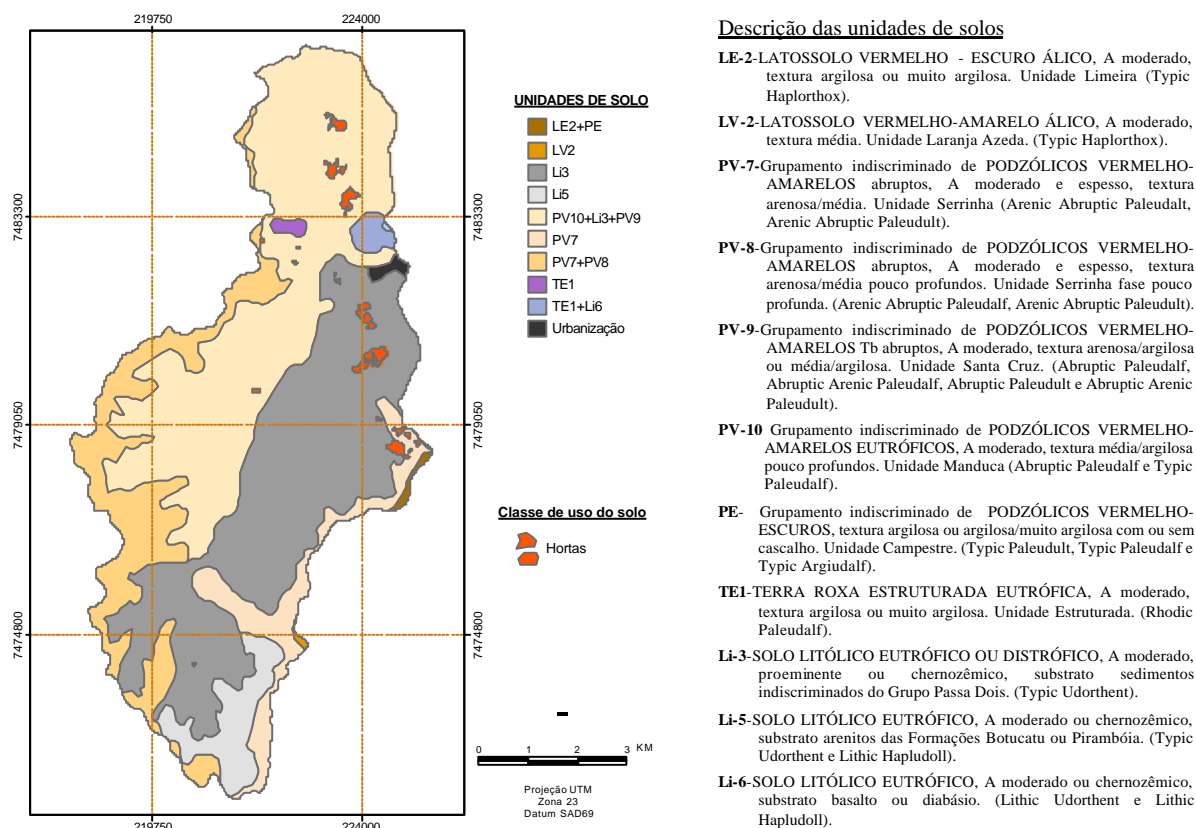 219750
224000
7483300
7483300
7479050
7479050
7474800
7474800
219750
224000
UNIDADES DE SOLO
LE2+PE
LV2
Li3
Li5
PV10+Li3+PV9
PV7
PV7+PV8
TE1
TE1+Li6
Urbanização
Classe de uso do solo
Hortas
0 1 2 3 KM
Projeção UTM
Zona 23
Datum SAD69
Descrição das unidades de solos
LE-2-LATOSSOLO VERMELHO - ESCURO ÁLICO, A moderado,
textura argilosa ou muito argilosa. Unidade Limeira (Typic
Haplorthox).
LV-2-LATOSSOLO VERMELHO-AMARELO ÁLICO, A moderado,
textura média. Unidade Laranja Azeda. (Typic Haplorthox).
PV-7-Grupamento indiscriminado de PODZÓLICOS VERMELHO-
AMARELOS abruptos, A moderado e espesso, textura
arenosa/média. Unidade Serrinha (Arenic Abruptic Paleudalt,
Arenic Abruptic Paleudult).
PV-8-Grupamento indiscriminado de PODZÓLICOS VERMELHO-
AMARELOS abruptos, A moderado e espesso, textura
arenosa/média pouco profundos. Unidade Serrinha fase pouco
profunda. (Arenic Abruptic Paleudalf, Arenic Abruptic Paleudult).
PV-9-Grupamento indiscriminado de PODZÓLICOS VERMELHO-
AMARELOS Tb abruptos, A moderado, textura arenosa/argilosa
ou média/argilosa. Unidade Santa Cruz. (Abruptic Paleudalf,
Abruptic Arenic Paleudalf, Abruptic Paleudult e Abruptic Arenic
Paleudult).
PV-10 Grupamento indiscriminado de PODZÓLICOS VERMELHO-
AMARELOS EUTRÓFICOS, A moderado, textura média/argilosa
pouco profundos. Unidade Manduca (Abruptic Paleudalf e Typic
Paleudalf).
PE- Grupamento indiscriminado de PODZÓLICOS VERMELHO-
ESCUROS, textura argilosa ou argilosa/muito argilosa com ou sem
cascalho. Unidade Campestre. (Typic Paleudult, Typic Paleudalf e
Typic Argiudalf).
TE1-TERRA ROXA ESTRUTURADA EUTRÓFICA, A moderado,
textura argilosa ou muito argilosa. Unidade Estruturada. (Rhodic
Paleudalf).
Li-3-SOLO LITÓLICO EUTRÓFICO OU DISTRÓFICO, A moderado,
proeminente ou chernozêmico, substrato sedimentos
indiscriminados do Grupo Passa Dois. (Typic Udorthent).
Li-5-SOLO LITÓLICO EUTRÓFICO, A moderado ou chernozêmico,
substrato arenitos das Formações Botucatu ou Pirambóia. (Typic
Udorthent e Lithic Hapludoll).
Li-6-SOLO LITÓLICO EUTRÓFICO, A moderado ou chernozêmico,
substrato basalto ou diabásio. (Lithic Udorthent e Lithic
Hapludoll).